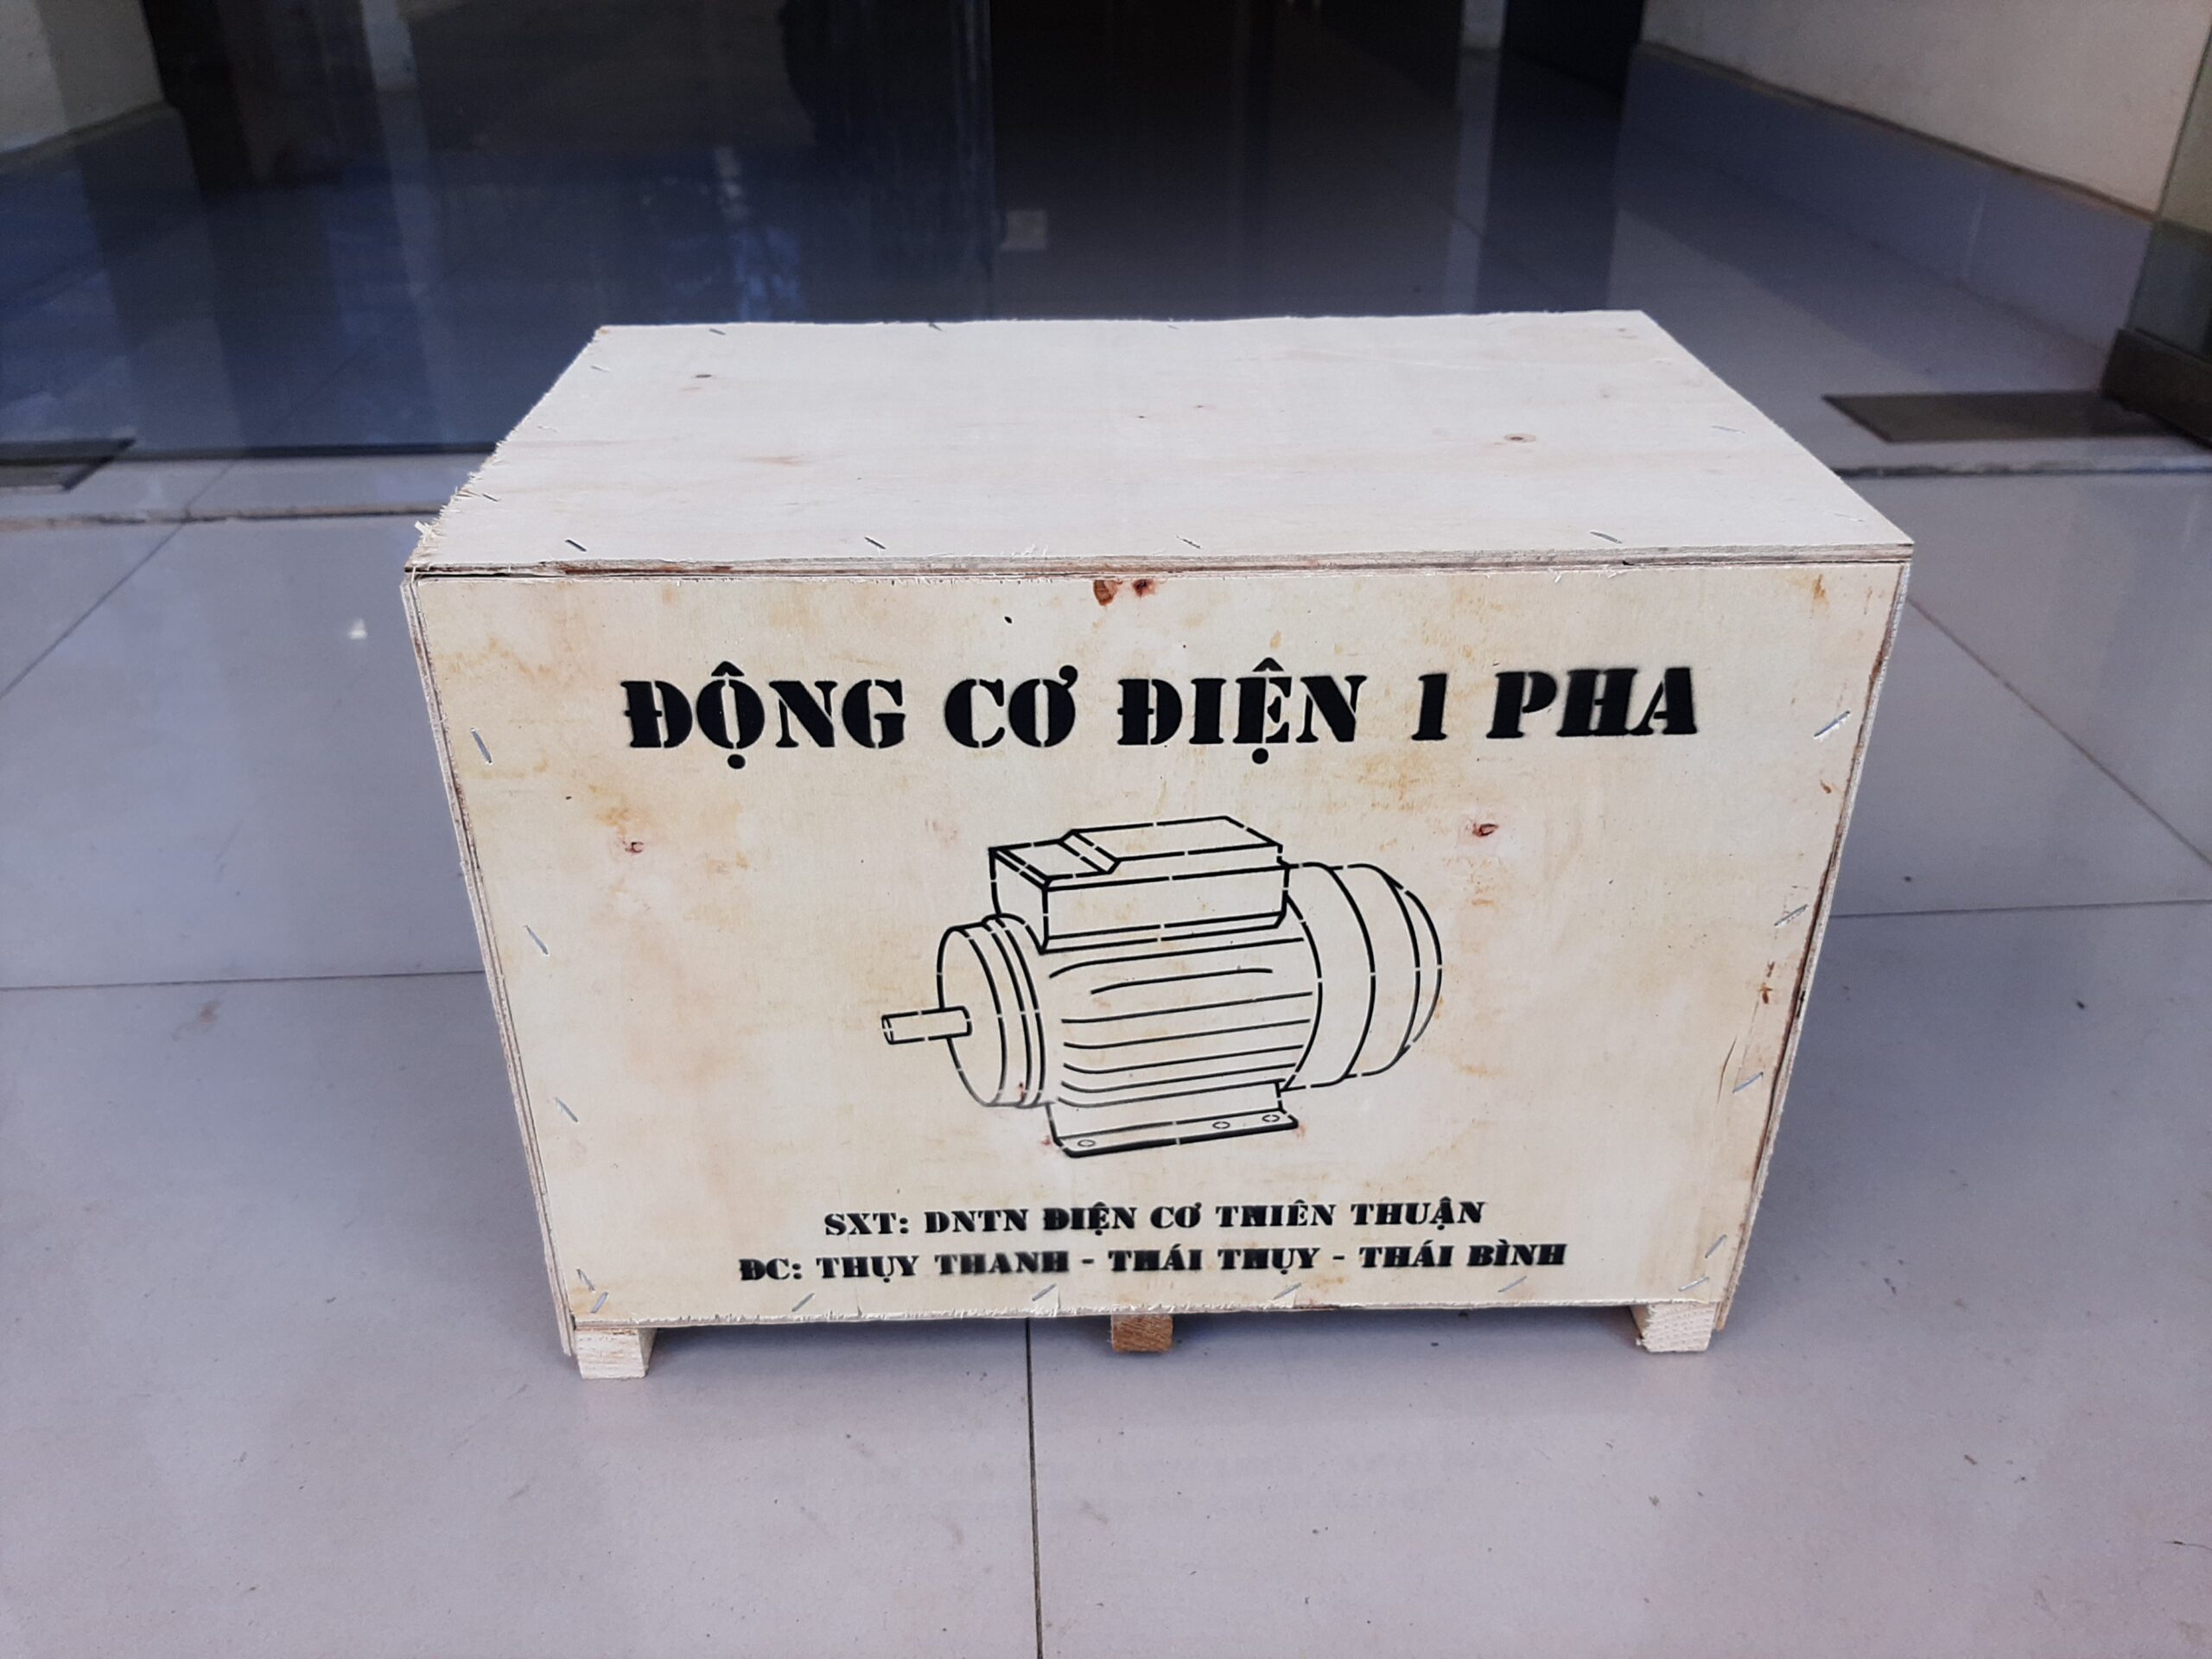 ĐỘNG CƠ ĐIỆN 1 PHA
SXT: DNTN ĐIỆN CƠ THIÊN THUẬN
ĐC: THỤY THANH - THÁI THỤY - THÁI BÌNH